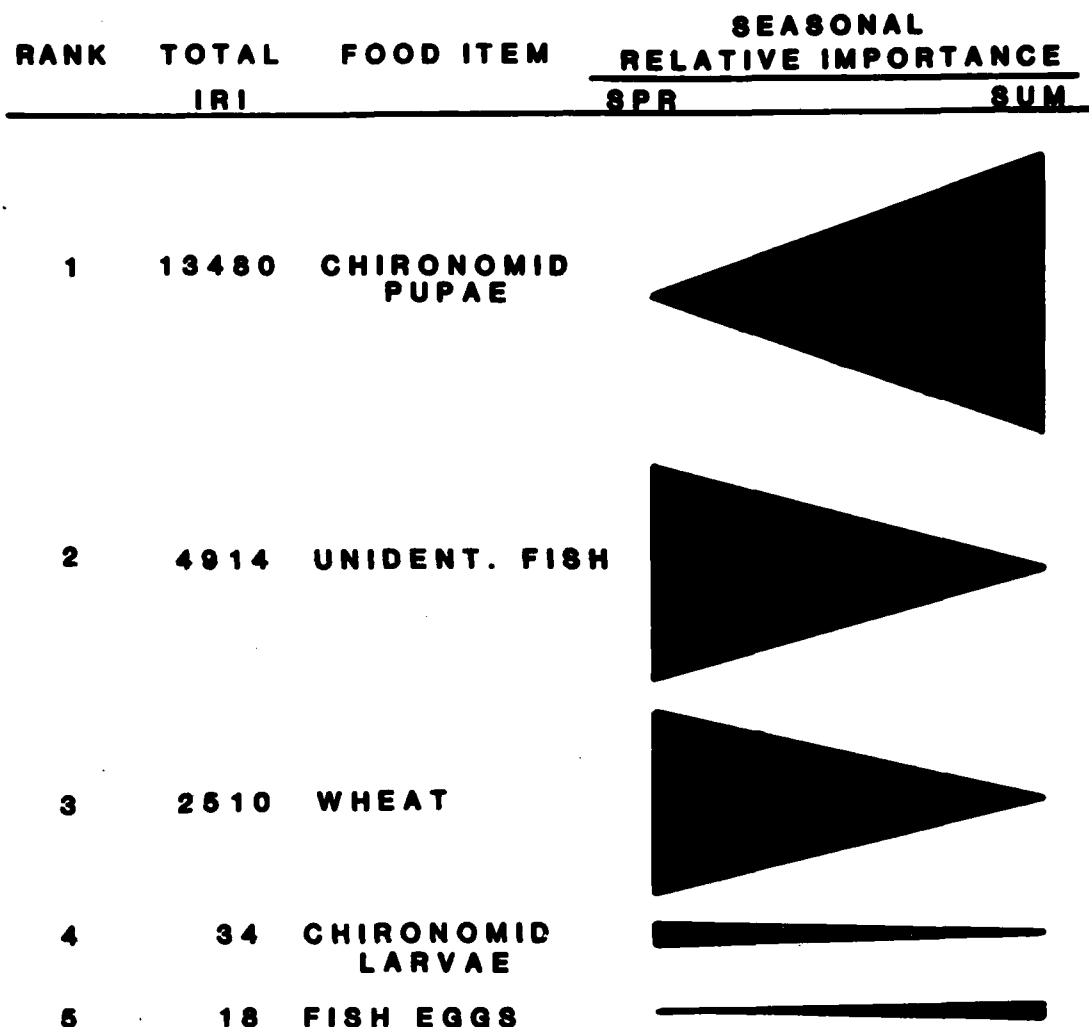 SEASONAL
RANK TOTAL FOOD ITEM RELATIVE IMPORTANCE
IRI SPR SUM
1 13480 CHIRONOMID
PUPAE
2 4914 UNIDENT. FISH
3 2510 WHEAT
4 34 CHIRONOMID
LARVAE
5 18 FISH EGGS